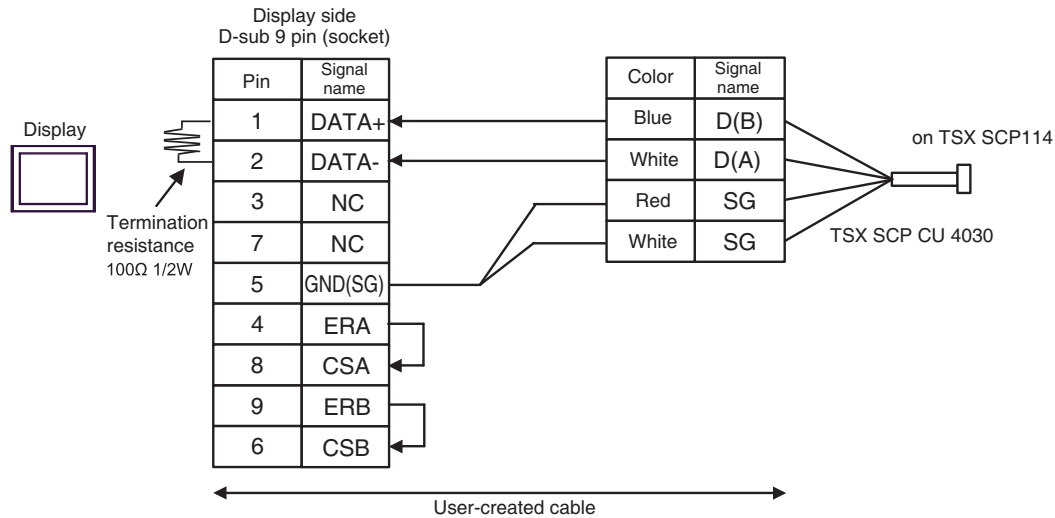 Display side
D-sub 9 pin (socket)
Pin Signal name
1 DATA+
2 DATA-
3 NC
7 NC
5 GND(SG)
4 ERA
8 CSA
9 ERB
6 CSB
Display
Termination
resistance
100Ω 1/2W
Color Signal name
Blue D(B)
White D(A)
Red SG
White SG
on TSX SCP114
TSX SCP CU 4030
User-created cable